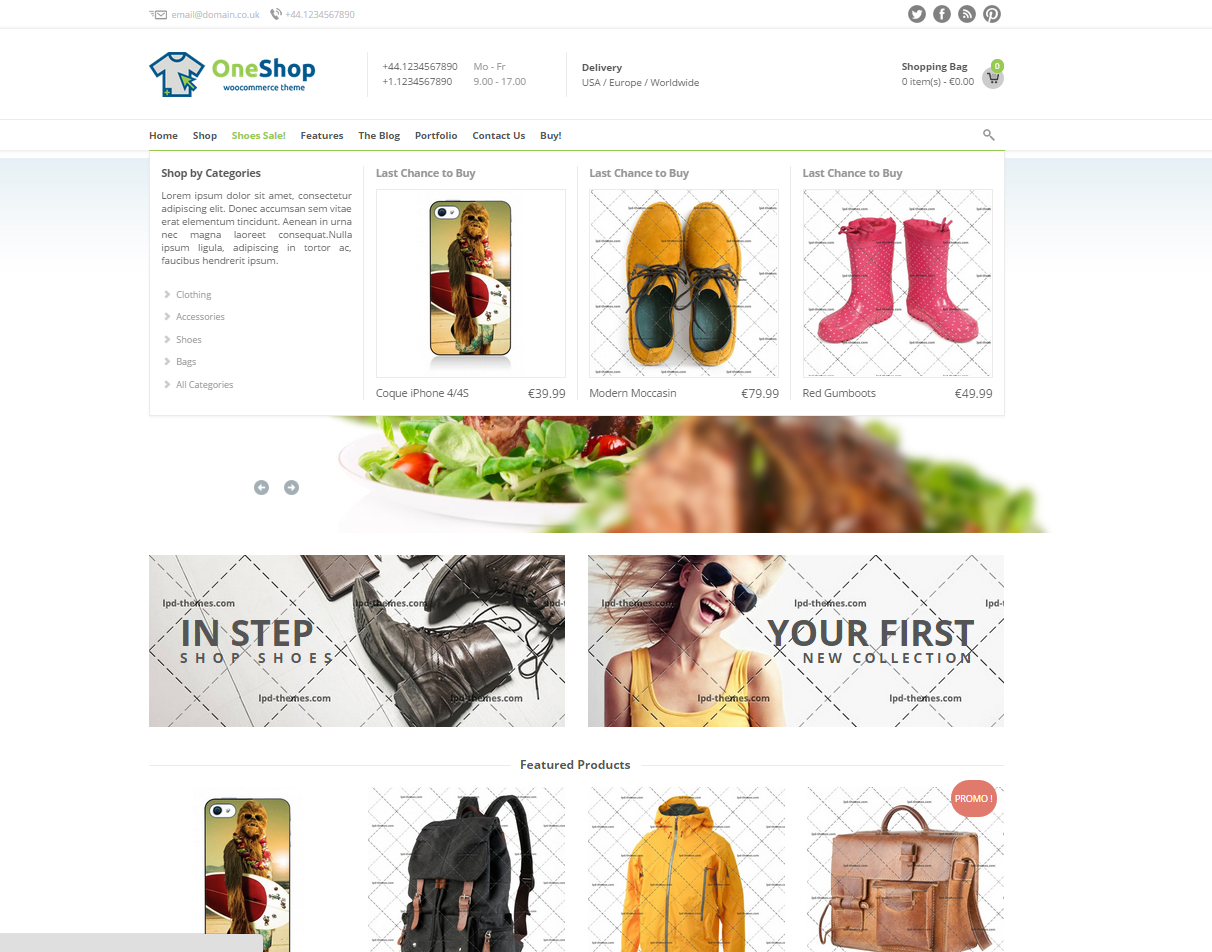 email@domain.co.uk
+44.1234567890
OneShop
woocommerce theme
+44.1234567890
+1.1234567890
Mo - Fr
9.00 - 17.00
Delivery
USA / Europe / Worldwide
Shopping Bag
0 item(s) - €0.00
0
Home
Shop
Shoes Sale!
Features
The Blog
Portfolio
Contact Us
Buy!
Shop by Categories
Lorem ipsum dolor sit amet, consectetur
adipiscing elit. Donec accumsan sem vitae
erat elementum tincidunt. Aenean in urna
nec magna laoreet consequat.Nulla
ipsum ligula, adipiscing in tortor ac,
faucibus hendrerit ipsum.
Clothing
Accessories
Shoes
Bags
All Categories
Last Chance to Buy
Coque iPhone 4/4S
€39.99
Last Chance to Buy
Modern Moccasin
€79.99
Last Chance to Buy
Red Gumboots
€49.99
lpd-themes.com
lpd-themes.com
IN STEP
SHOP SHOES
lpd-themes.com
lpd-themes.com
lpd-themes.com
lpd-themes.com
YOUR FIRST
NEW COLLECTION
lpd-themes.com
lpd-themes.com
Featured Products
PROMO !